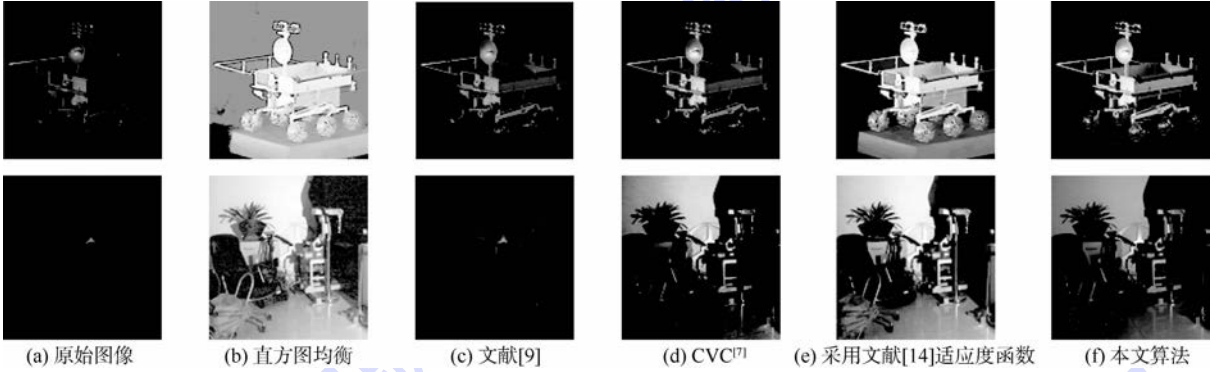 (a) 原始图像
(b) 直方图均衡
(c) 文献[9]
(d) CVC[7]
(e) 采用文献[14]适应度函数
(f) 本文算法